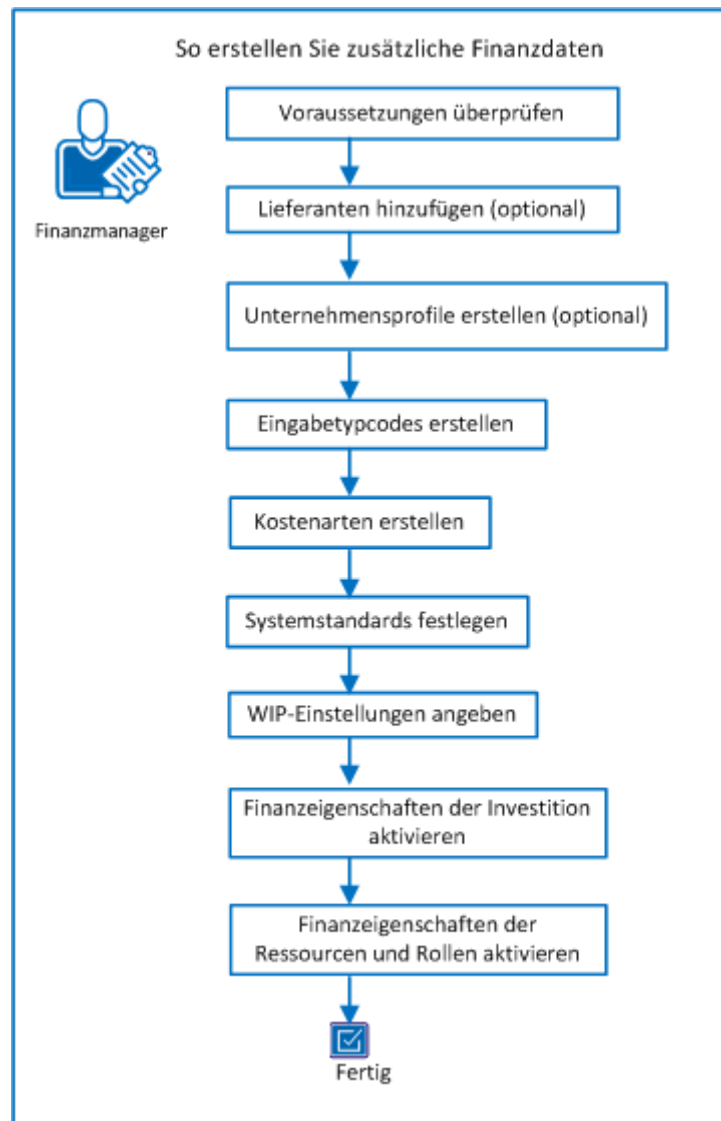 So erstellen Sie zusätzliche Finanzdaten
Finanzmanager
Voraussetzungen überprüfen
Lieferanten hinzufügen (optional)
Unternehmensprofile erstellen (optional)
Eingabetypcodes erstellen
Kostenarten erstellen
Systemstandards festlegen
WIP-Einstellungen angeben
Finanzeigenschaften der Investition
aktivieren
Finanzeigenschaften der
Ressourcen und Rollen aktivieren
Fertig